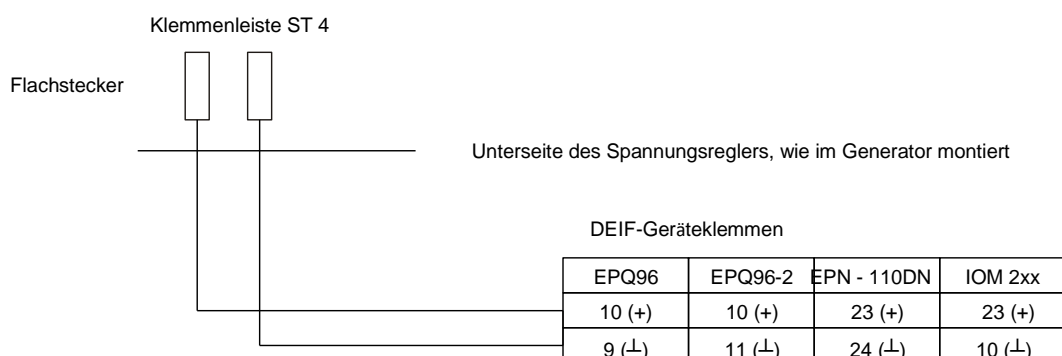 Klemmenleiste ST 4
Flachstecker
Unterseite des Spannungsreglers, wie im Generator montiert
DEIF-Geräteklemmen
EPQ96 EPQ96-2 EPN - 110DN IOM 2xx
10 (+) 10 (+) 23 (+) 23 (+)
9 (⊥) 11 (⊥) 24 (⊥) 10 (⊥)